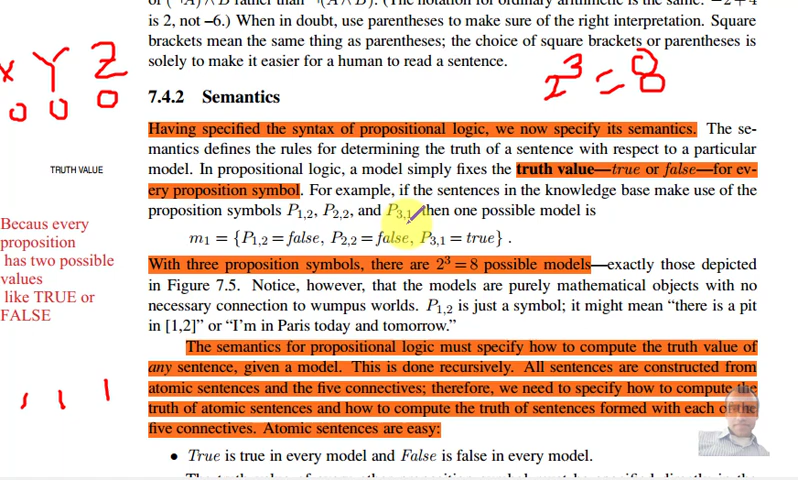 is 2, not –6.) When in doubt, use parentheses to make sure of the right interpretation. Square
brackets mean the same thing as parentheses; the choice of square brackets or parentheses is
solely to make it easier for a human to read a sentence.
X Y Z
0 0 0
2³ = 8
7.4.2 Semantics
Having specified the syntax of propositional logic, we now specify its semantics. The se-
mantics defines the rules for determining the truth of a sentence with respect to a particular
TRUTH VALUE
model. In propositional logic, a model simply fixes the truth value—true or false—for ev-
ery proposition symbol. For example, if the sentences in the knowledge base make use of the
proposition symbols P1,2, P2,2, and P3,1, then one possible model is
m1 = {P1,2 = false, P2,2 = false, P3,1 = true} .
Becaus every
proposition
has two possible
values
like TRUE or
FALSE
With three proposition symbols, there are 2³ = 8 possible models—exactly those depicted
in Figure 7.5. Notice, however, that the models are purely mathematical objects with no
necessary connection to wumpus worlds. P1,2 is just a symbol; it might mean “there is a pit
in [1,2]” or “I’m in Paris today and tomorrow.”
The semantics for propositional logic must specify how to compute the truth value of
any sentence, given a model. This is done recursively. All sentences are constructed from
atomic sentences and the five connectives; therefore, we need to specify how to compute the
truth of atomic sentences and how to compute the truth of sentences formed with each of the
five connectives. Atomic sentences are easy:
1 1 1
• True is true in every model and False is false in every model.